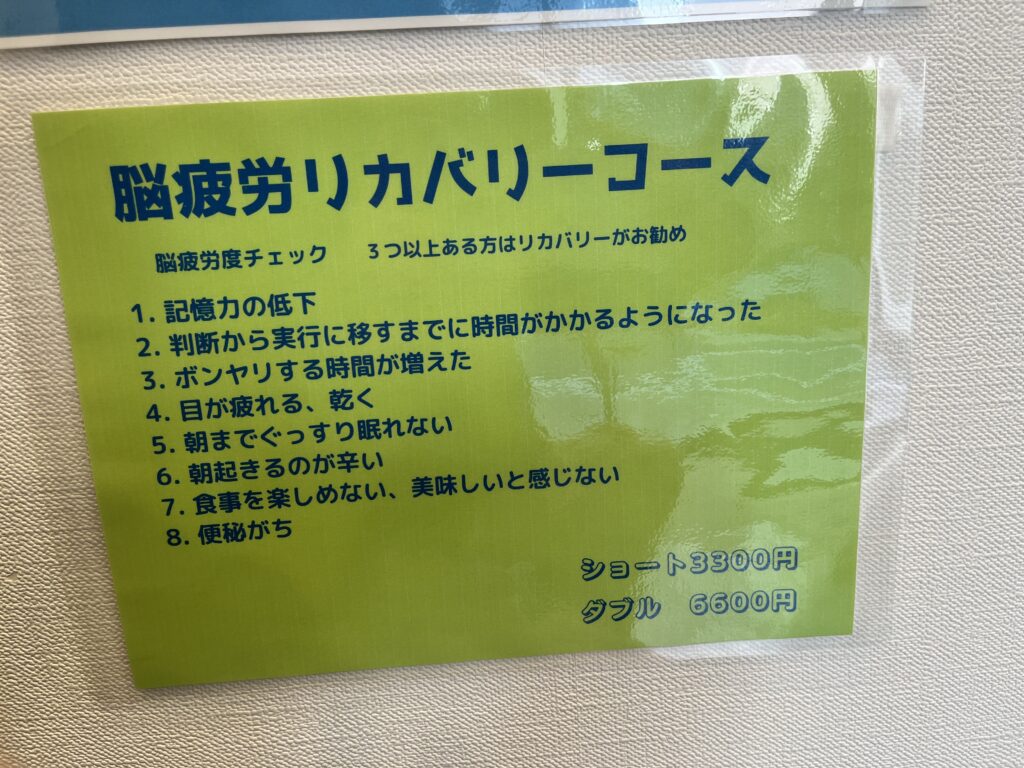 脳疲労リカバリーコース
脳疲労度チェック　3つ以上ある方はリカバリーがお勧め
1. 記憶力の低下
2. 判断から実行に移すまでに時間がかかるようになった
3. ボンヤリする時間が増えた
4. 目が疲れる、乾く
5. 朝までぐっすり眠れない
6. 朝起きるのが辛い
7. 食事を楽しめない、美味しいと感じない
8. 便秘がち
ショート3300円
ダブル　6600円